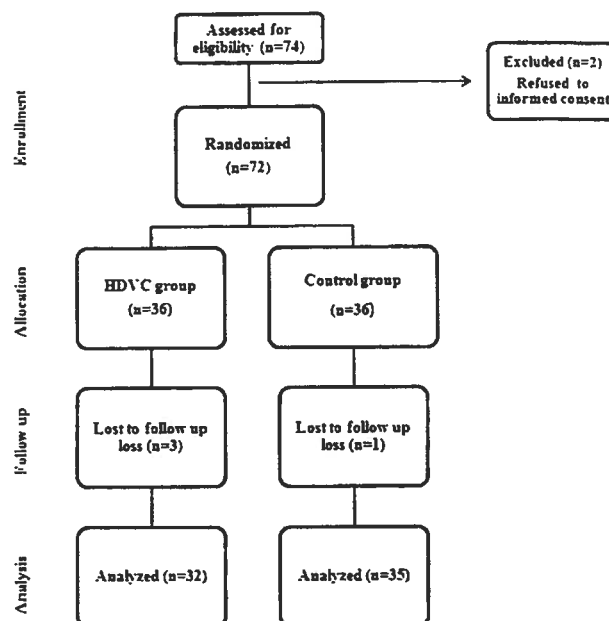 Assessed for
eligibility (n=74)
Excluded (n=2)
Refused to
informed consent
Enrollment
Randomized
(n=72)
Allocation
HDVC group
(n=36)
Control group
(n=36)
Follow up
Lost to follow up
loss (n=3)
Lost to follow up
loss (n=1)
Analysis
Analyzed (n=32)
Analyzed (n=35)